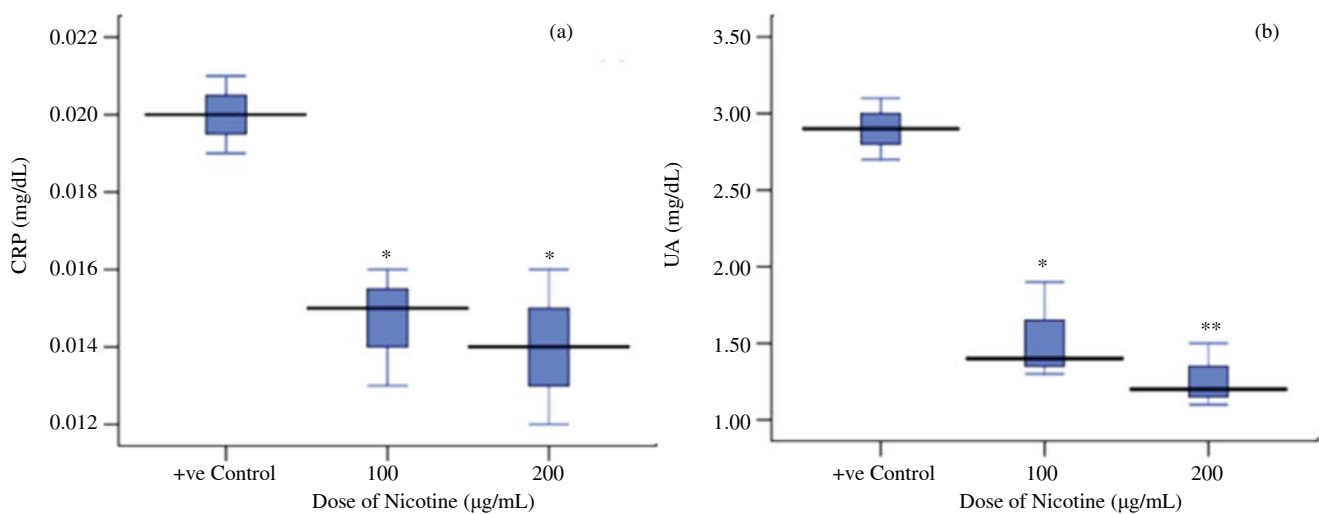 (a)
0.022
0.020
0.018
0.016
0.014
0.012
CRP (mg/dL)
*
*
+ve Control
100
200
Dose of Nicotine (μg/mL)
(b)
3.50
3.00
2.50
2.00
1.50
1.00
UA (mg/dL)
*
**
+ve Control
100
200
Dose of Nicotine (μg/mL)